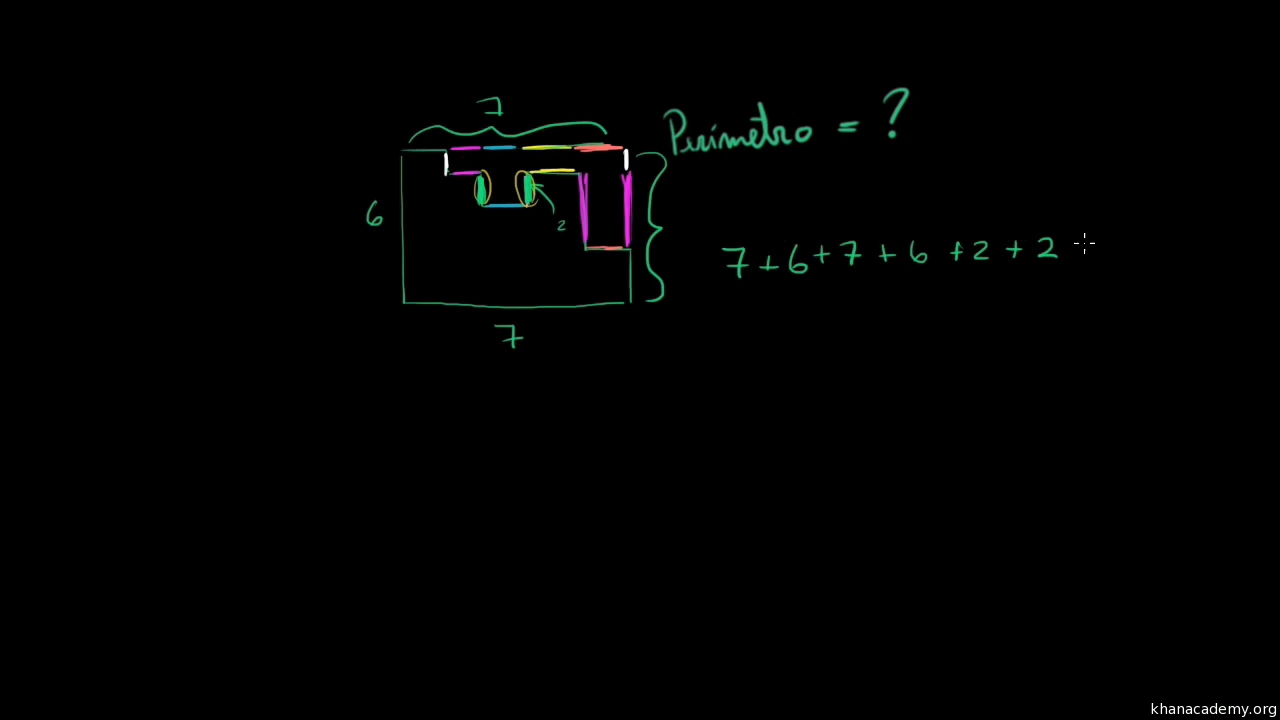 7
Perímetro = ?
6
2
7 + 6 + 7 + 6 + 2 + 2
7
khanacademy.org